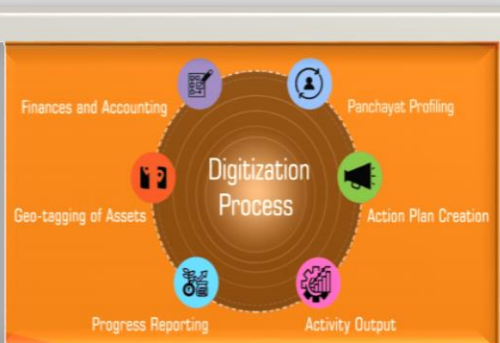 Finances and Accounting
Panchayat Profiling
Digitization
Process
Geo-tagging of Assets
Action Plan Creation
Progress Reporting
Activity Output